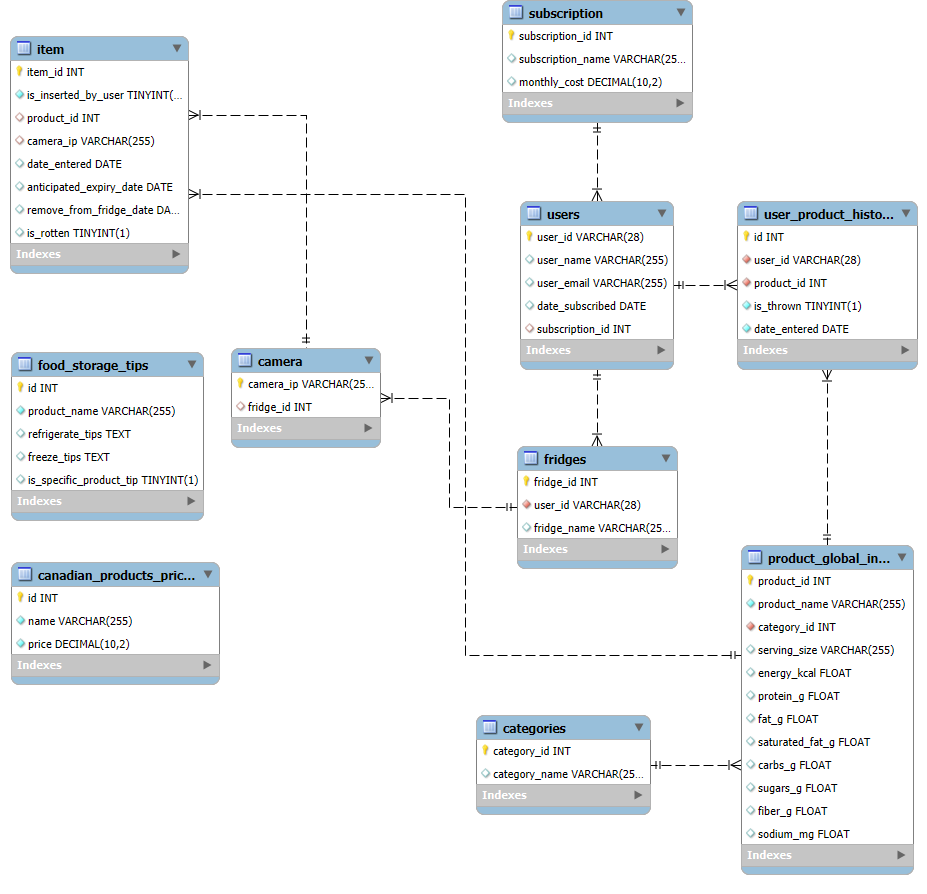 subscription
subscription_id INT
subscription_name VARCHAR(25...
monthly_cost DECIMAL(10,2)
Indexes
item
item_id INT
is_inserted_by_user TINYINT(...
product_id INT
camera_ip VARCHAR(255)
date_entered DATE
anticipated_expiry_date DATE
remove_from_fridge_date DA...
is_rotten TINYINT(1)
Indexes
users
user_id VARCHAR(28)
user_name VARCHAR(255)
user_email VARCHAR(255)
date_subscribed DATE
subscription_id INT
Indexes
user_product_histo...
id INT
user_id VARCHAR(28)
product_id INT
is_thrown TINYINT(1)
date_entered DATE
Indexes
food_storage_tips
id INT
product_name VARCHAR(255)
refrigerate_tips TEXT
freeze_tips TEXT
is_specific_product_tip TINYINT(1)
Indexes
camera
camera_ip VARCHAR(25...
fridge_id INT
Indexes
fridges
fridge_id INT
user_id VARCHAR(28)
fridge_name VARCHAR(25...
Indexes
canadian_products_pric...
id INT
name VARCHAR(255)
price DECIMAL(10,2)
Indexes
product_global_in...
product_id INT
product_name VARCHAR(255)
category_id INT
serving_size VARCHAR(255)
energy_kcal FLOAT
protein_g FLOAT
fat_g FLOAT
saturated_fat_g FLOAT
carbs_g FLOAT
sugars_g FLOAT
fiber_g FLOAT
sodium_mg FLOAT
Indexes
categories
category_id INT
category_name VARCHAR(25...
Indexes